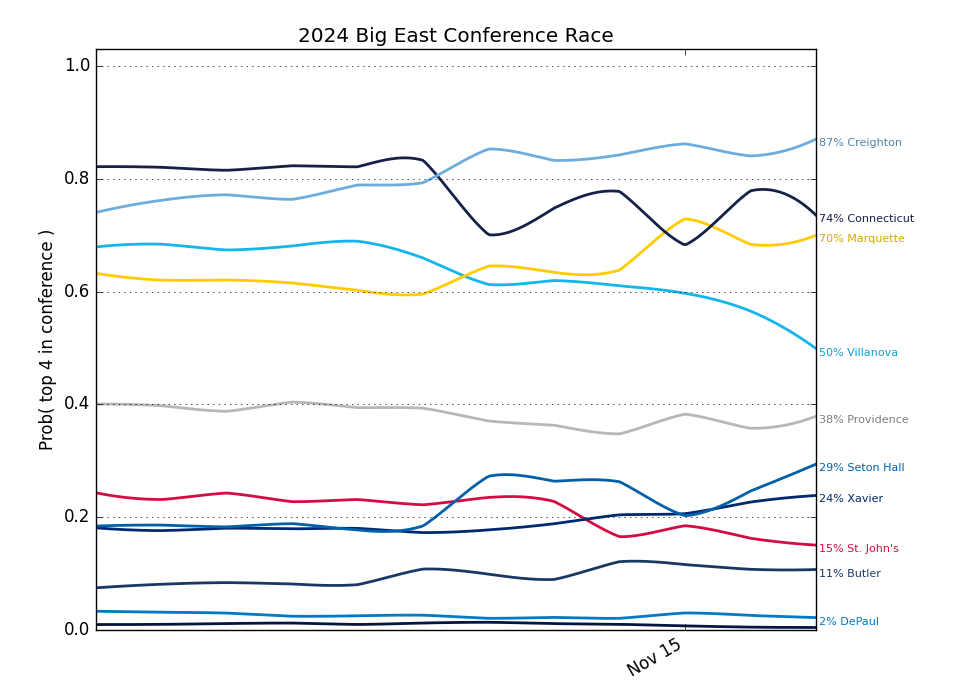 2024 Big East Conference Race
Prob( top 4 in conference )
1.0
0.8
0.6
0.4
0.2
0.0
87% Creighton
74% Connecticut
70% Marquette
50% Villanova
38% Providence
29% Seton Hall
24% Xavier
15% St. John's
11% Butler
2% DePaul
Nov 15